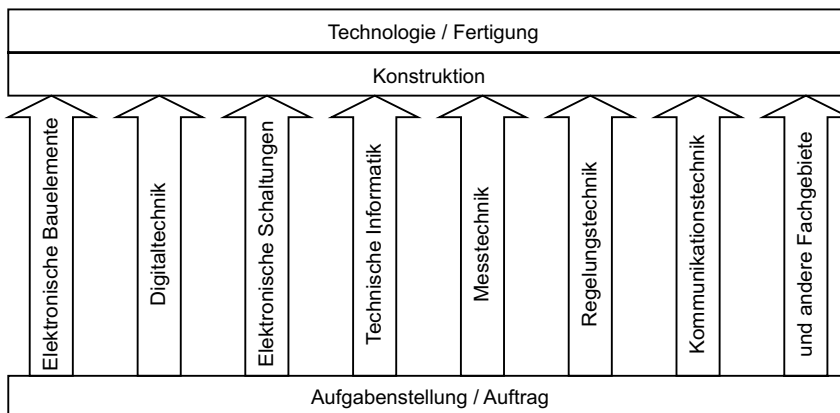 Technologie / Fertigung
Konstruktion
Elektronische Bauelemente
Digitaltechnik
Elektronische Schaltungen
Technische Informatik
Messtechnik
Regelungstechnik
Kommunikationstechnik
und andere Fachgebiete
Aufgabenstellung / Auftrag